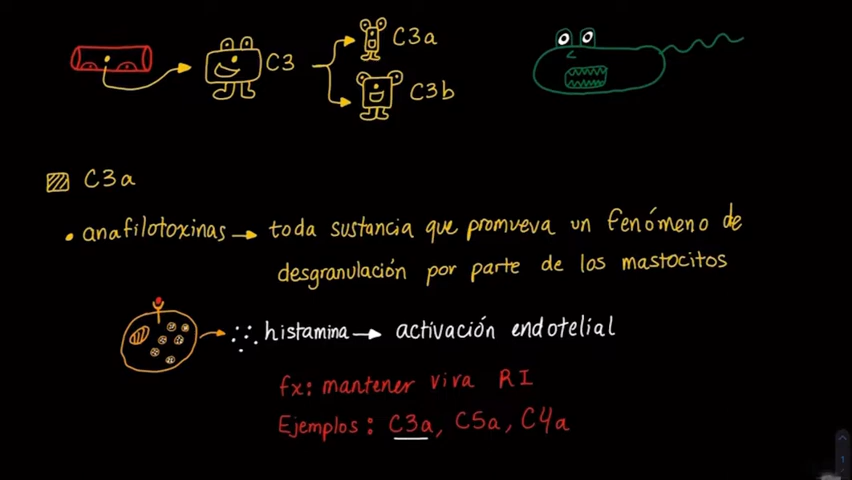 C3
C3a
C3b
C3a
• anafilotoxinas → toda sustancia que promueva un fenómeno de
desgranulación por parte de los mastocitos
histamina → activación endotelial
fx: mantener viva RI
Ejemplos: C3a, C5a, C4a
1